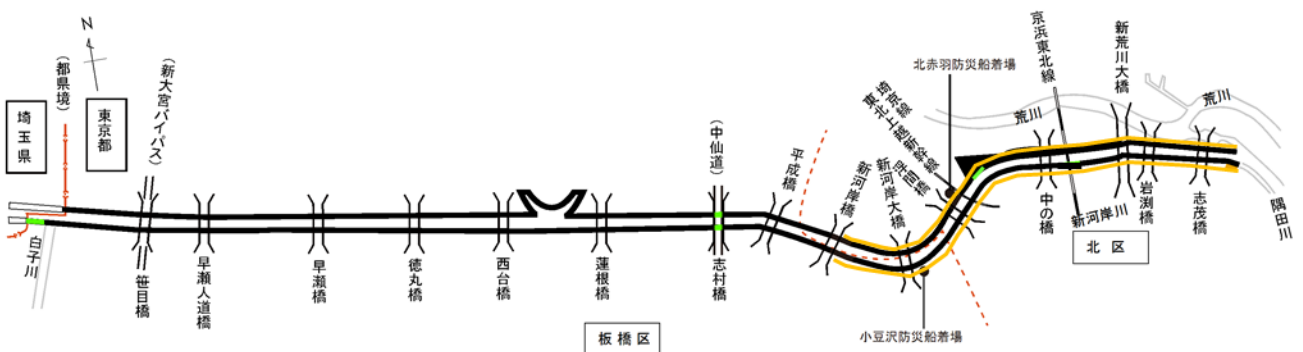 N
(都県境)
埼玉県
東京都
(新大宮バイパス)
白子川
笹目橋
早瀬人道橋
早瀬橋
徳丸橋
西台橋
蓮根橋
(中仙道)
志村橋
板橋区
平成橋
新河岸橋
新河岸大橋
浮間橋
埼京線
東北上越新幹線
北赤羽防災船着場
小豆沢防災船着場
荒川
京浜東北線
中の橋
新河岸川
北区
新荒川大橋
岩渕橋
志茂橋
荒川
隅田川